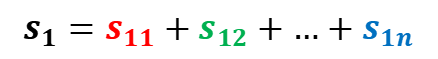 s₁ = s₁₁ + s₁₂ + … + s₁ₙ